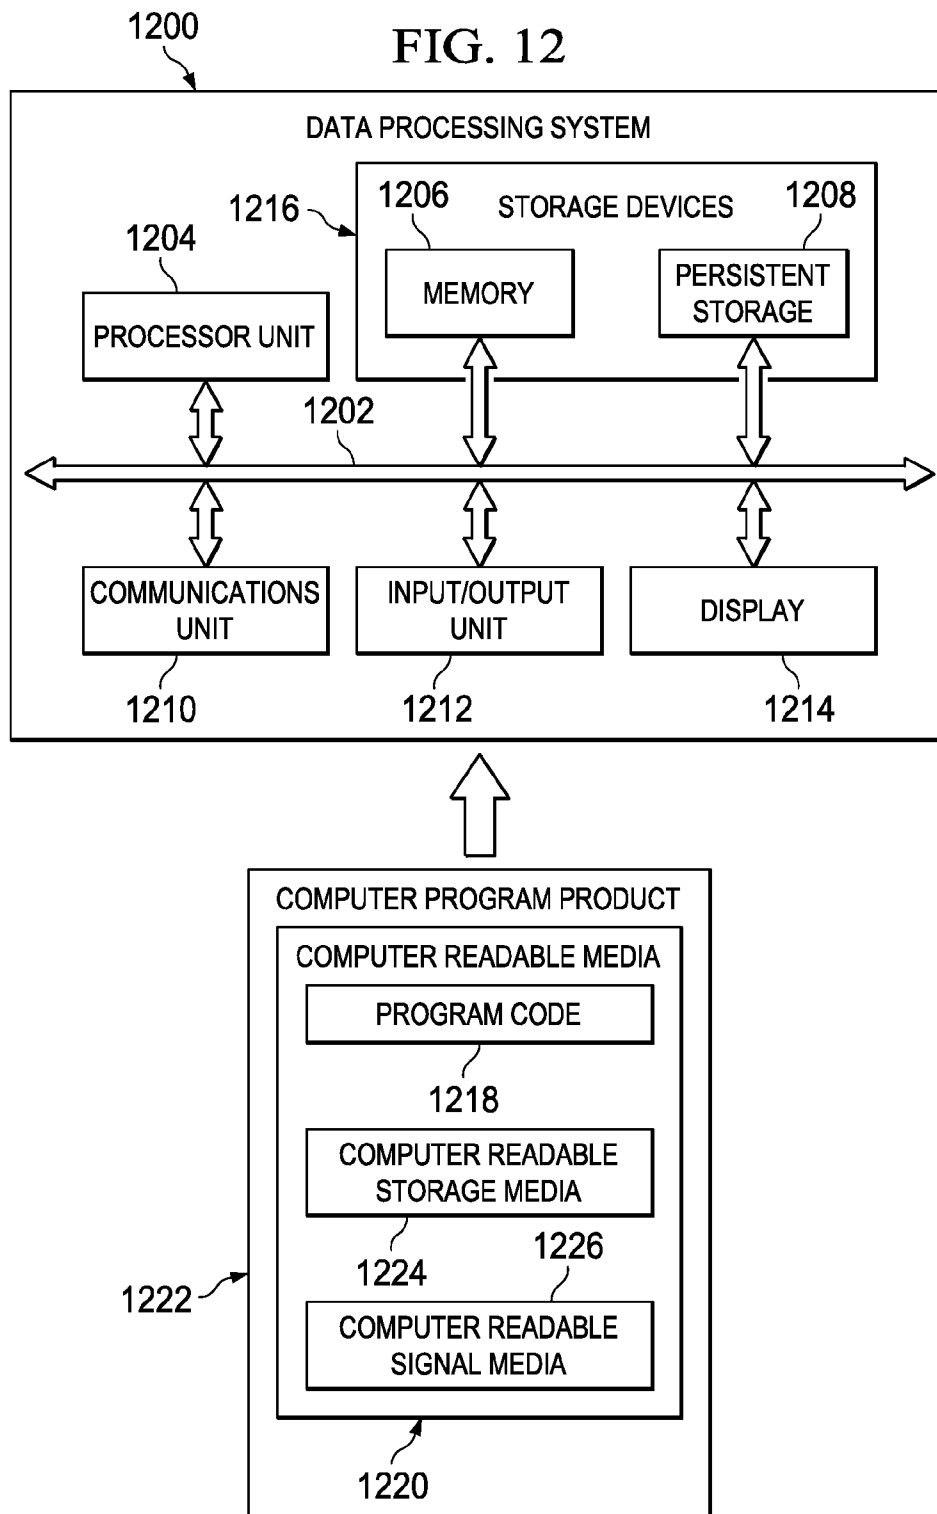 FIG. 12
1200
DATA PROCESSING SYSTEM
1216
1206
STORAGE DEVICES
1208
1204
MEMORY
PERSISTENT
STORAGE
PROCESSOR UNIT
1202
COMMUNICATIONS
UNIT
INPUT/OUTPUT
UNIT
DISPLAY
1210
1212
1214
COMPUTER PROGRAM PRODUCT
COMPUTER READABLE MEDIA
PROGRAM CODE
1218
COMPUTER READABLE
STORAGE MEDIA
1224
1226
1222
COMPUTER READABLE
SIGNAL MEDIA
1220